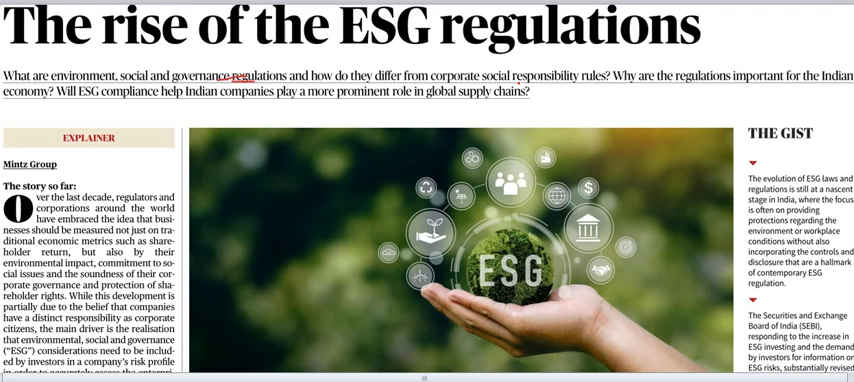 The rise of the ESG regulations
What are environment, social and governance regulations and how do they differ from corporate social responsibility rules? Why are the regulations important for the Indian
economy? Will ESG compliance help Indian companies play a more prominent role in global supply chains?
EXPLAINER
Mintz Group
The story so far:
Over the last decade, regulators and
corporations around the world
have embraced the idea that busi-
nesses should be measured not just on tra-
ditional economic metrics such as share-
holder return, but also by their
environmental impact, commitment to so-
cial issues and the soundness of their cor-
porate governance and protection of sha-
reholder rights. While this development is
partially due to the belief that companies
have a distinct responsibility as corporate
citizens, the main driver is the realisation
that environmental, social and governance
(“ESG”) considerations need to be includ-
ed by investors in a company’s risk profile
ESG
$
THE GIST
The evolution of ESG laws and
regulations is still at a nascent
stage in India, where the focus
is often on providing
protections regarding the
environment or workplace
conditions without also
incorporating the controls and
disclosure that are a hallmark
of contemporary ESG
regulation.
The Securities and Exchange
Board of India (SEBI),
responding to the increase in
ESG investing and the demand
by investors for information on
ESG risks, substantially revised